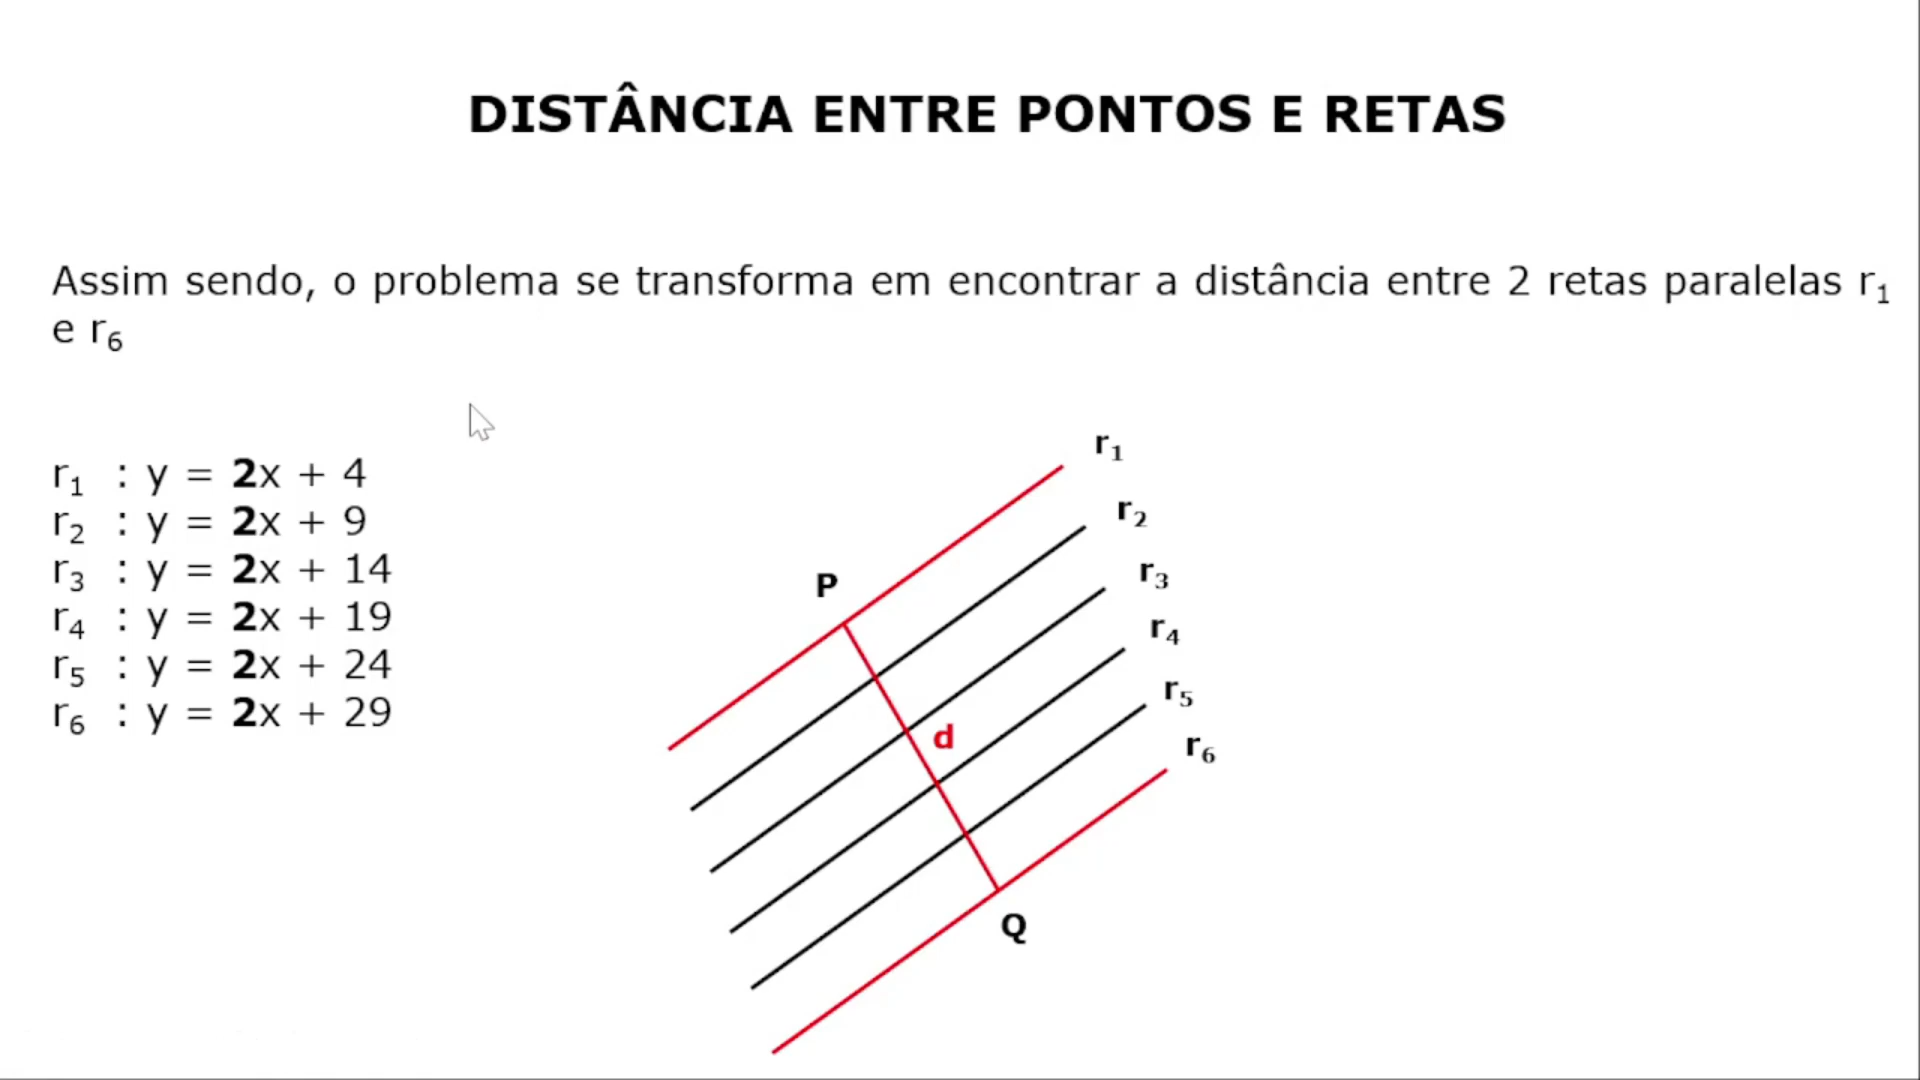 DISTÂNCIA ENTRE PONTOS E RETAS
Assim sendo, o problema se transforma em encontrar a distância entre 2 retas paralelas r₁
e r₆
r₁ : y = 2x + 4
r₂ : y = 2x + 9
r₃ : y = 2x + 14
r₄ : y = 2x + 19
r₅ : y = 2x + 24
r₆ : y = 2x + 29
r₁
r₂
r₃
P
r₄
r₅
d
r₆
Q